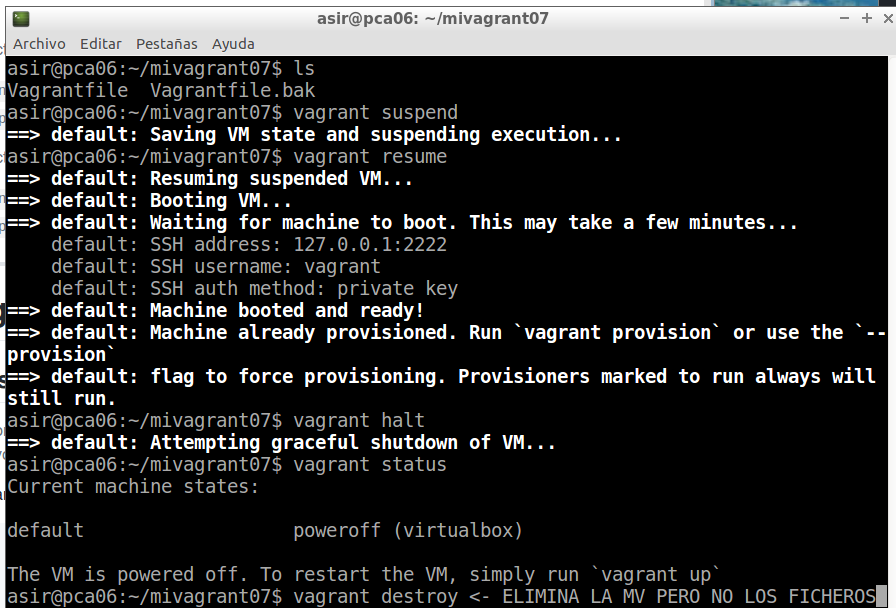 asir@pca06: ~/mivagrant07
Archivo Editar Pestañas Ayuda
asir@pca06:~/mivagrant07$ ls
Vagrantfile  Vagrantfile.bak
asir@pca06:~/mivagrant07$ vagrant suspend
==> default: Saving VM state and suspending execution...
asir@pca06:~/mivagrant07$ vagrant resume
==> default: Resuming suspended VM...
==> default: Booting VM...
==> default: Waiting for machine to boot. This may take a few minutes...
    default: SSH address: 127.0.0.1:2222
    default: SSH username: vagrant
    default: SSH auth method: private key
==> default: Machine booted and ready!
==> default: Machine already provisioned. Run `vagrant provision` or use the `--
provision`
==> default: flag to force provisioning. Provisioners marked to run always will
still run.
asir@pca06:~/mivagrant07$ vagrant halt
==> default: Attempting graceful shutdown of VM...
asir@pca06:~/mivagrant07$ vagrant status
Current machine states:
default                   poweroff (virtualbox)
The VM is powered off. To restart the VM, simply run `vagrant up`
asir@pca06:~/mivagrant07$ vagrant destroy <- ELIMINA LA MV PERO NO LOS FICHEROS